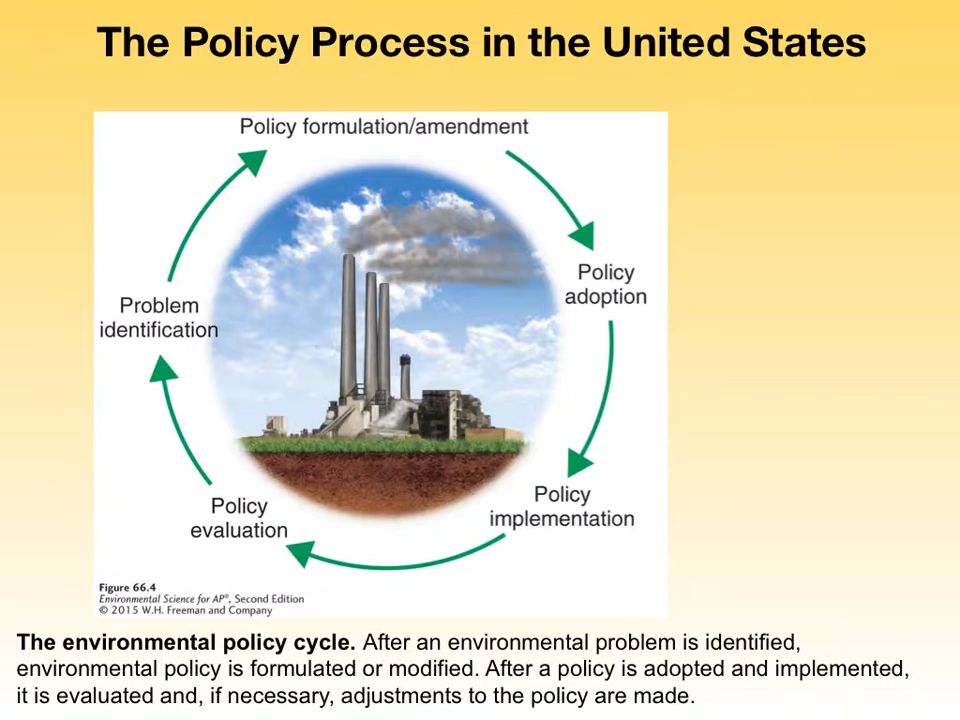 The Policy Process in the United States
Policy formulation/amendment
Policy
adoption
Policy
implementation
Policy
evaluation
Problem
identification
Figure 66.4
Environmental Science for AP®, Second Edition
© 2015 W.H. Freeman and Company
The environmental policy cycle. After an environmental problem is identified,
environmental policy is formulated or modified. After a policy is adopted and implemented,
it is evaluated and, if necessary, adjustments to the policy are made.